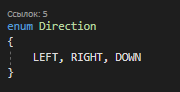 Ссылок: 5
enum Direction
{
LEFT, RIGHT, DOWN
}